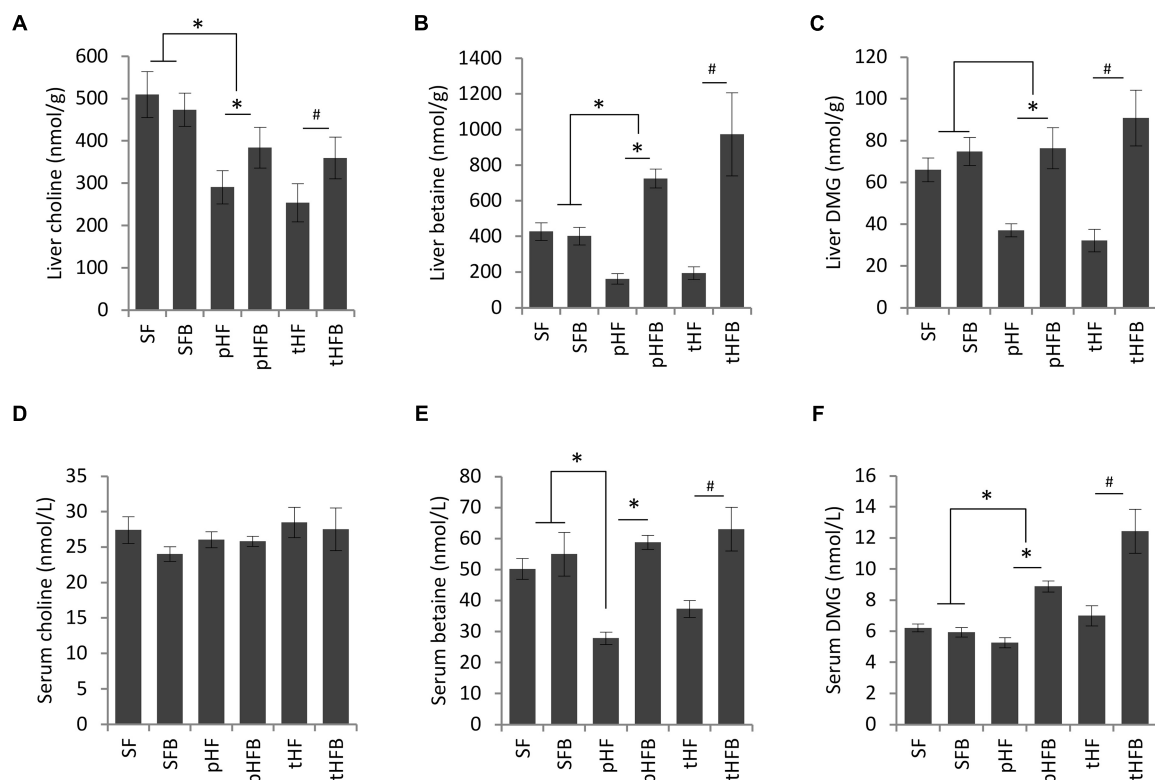 A
Liver choline (nmol/g)
600
500
400
300
200
100
0
*
*
#
SF
SFB
pHF
pHFB
tHF
tHFB
B
Liver betaine (nmol/g)
1400
1200
1000
800
600
400
200
0
*
*
#
SF
SFB
pHF
pHFB
tHF
tHFB
C
Liver DMG (nmol/g)
120
100
80
60
40
20
0
*
#
SF
SFB
pHF
pHFB
tHF
tHFB
D
Serum choline (nmol/L)
35
30
25
20
15
10
5
0
SF
SFB
pHF
pHFB
tHF
tHFB
E
Serum betaine (nmol/L)
80
70
60
50
40
30
20
10
0
*
*
#
SF
SFB
pHF
pHFB
tHF
tHFB
F
Serum DMG (nmol/L)
16
14
12
10
8
6
4
2
0
*
*
#
SF
SFB
pHF
pHFB
tHF
tHFB